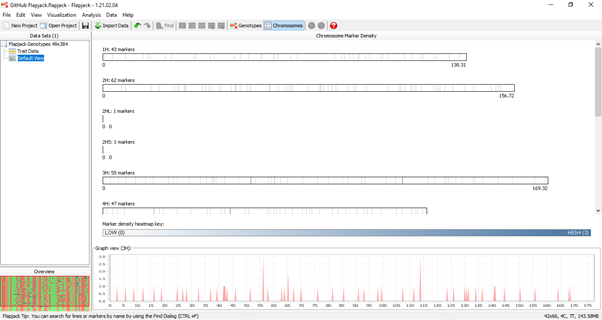 GitHub Flapjack.flapjack - Flapjack - 1.21.02.04
File Edit View Visualization Analysis Data Help
New Project Open Project Import Data Find Genotypes Chromosomes
Data Sets (1)
Flapjack Genotypes 49x384
Trait Data
Default View
Overview
Chromosome Marker Density
1H: 43 markers
0 138.31
2H: 62 markers
0 156.72
2HL: 1 markers
0 0
2HS: 1 markers
0 0
3H: 55 markers
0 169.32
4H: 47 markers
Marker density heatmap key:
LOW (0) HIGH (3)
Graph view (3H):
3.0
2.5
2.0
1.5
1.0
0.5
0.0
5 10 15 20 25 30 35 40 45 50 55 60 65 70 75 80 85 90 95 100 105 110 115 120 125 130 135 140 145 150 155 160 165 170 175
Flapjack Tip: You can search for lines or markers by name by using the Find Dialog (CTRL+F) 42x66, 4C, 7T, 143.58MB